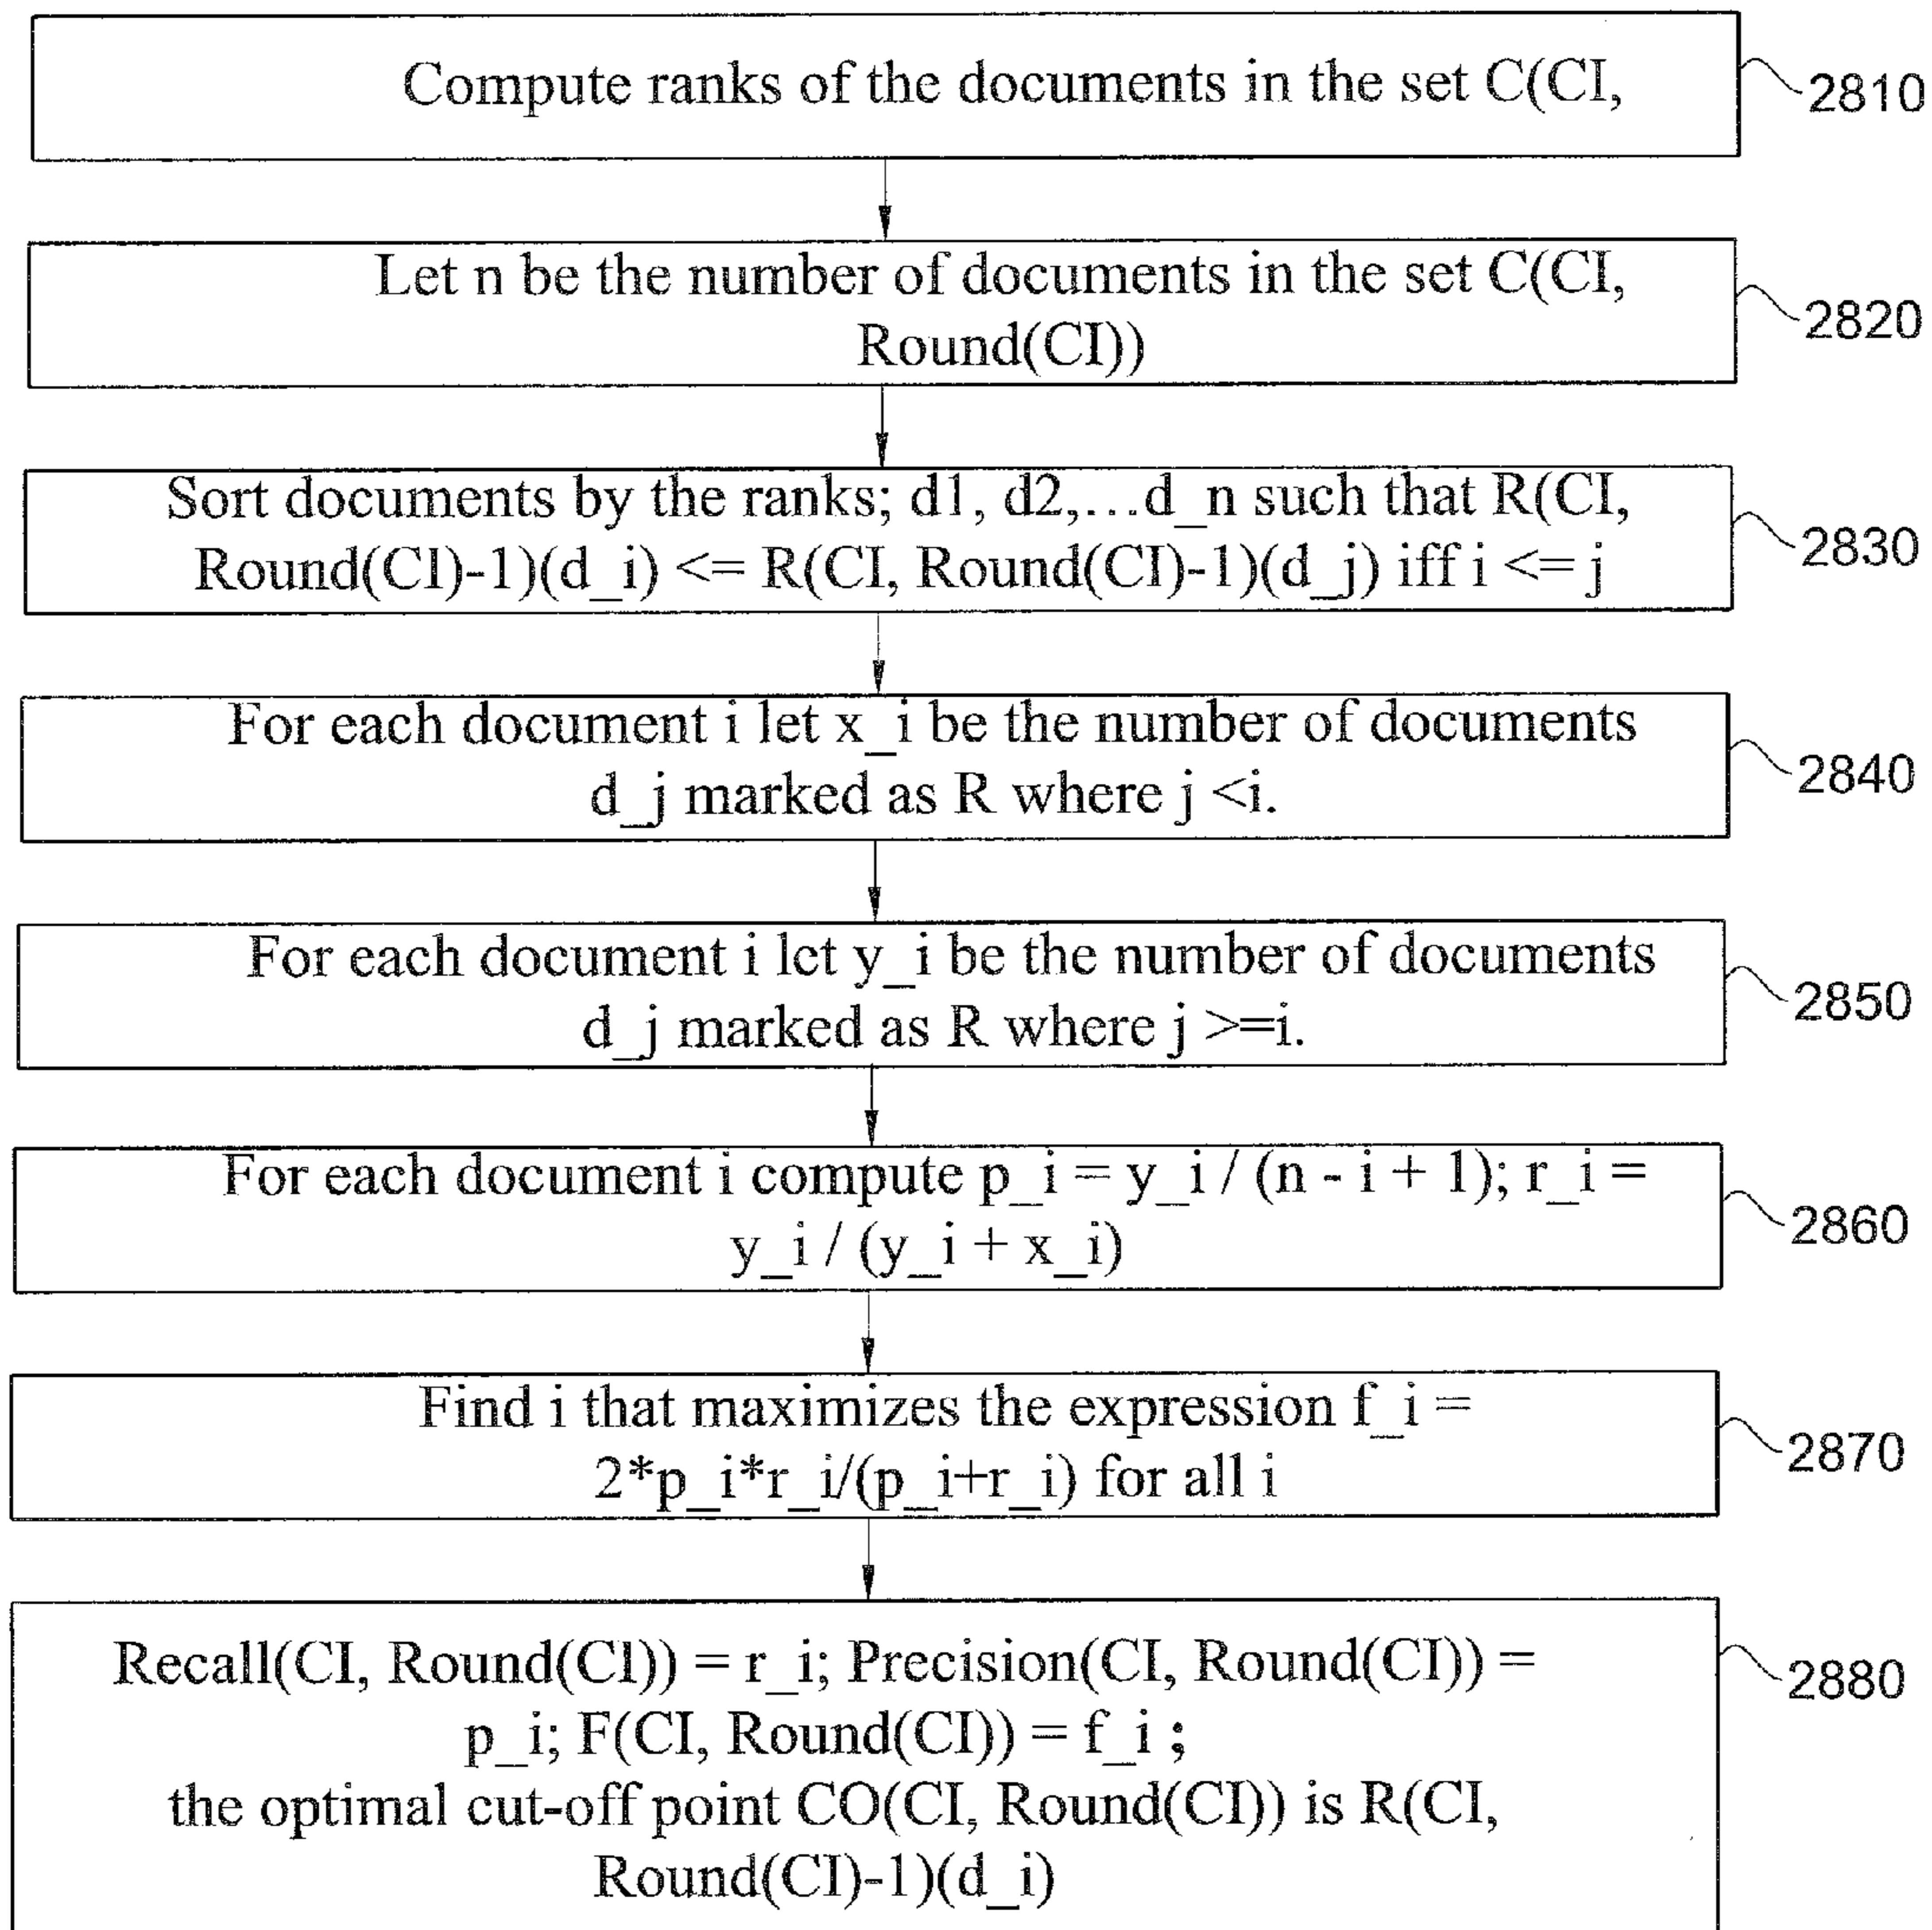 Compute ranks of the documents in the set C(CI,
2810
Let n be the number of documents in the set C(CI,
Round(CI))
2820
Sort documents by the ranks; d1, d2,...d_n such that R(CI,
Round(CI)-1)(d_i) <= R(CI, Round(CI)-1)(d_j) iff i <= j
2830
For each document i let x_i be the number of documents
d_j marked as R where j <i.
2840
For each document i let y_i be the number of documents
d_j marked as R where j >=i.
2850
For each document i compute p_i = y_i / (n - i + 1); r_i =
y_i / (y_i + x_i)
2860
Find i that maximizes the expression f_i =
2*p_i*r_i/(p_i+r_i) for all i
2870
Recall(CI, Round(CI)) = r_i; Precision(CI, Round(CI)) =
p_i; F(CI, Round(CI)) = f_i ;
the optimal cut-off point CO(CI, Round(CI)) is R(CI,
Round(CI)-1)(d_i)
2880